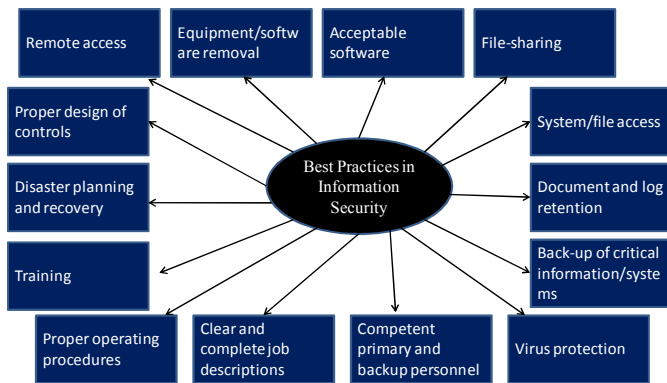 Remote access
Equipment/softw
are removal
Acceptable
software
File-sharing
Proper design of
controls
System/file access
Best Practices in
Information
Security
Disaster planning
and recovery
Document and log
retention
Training
Back-up of critical
information/syste
ms
Proper operating
procedures
Clear and
complete job
descriptions
Competent
primary and
backup personnel
Virus protection